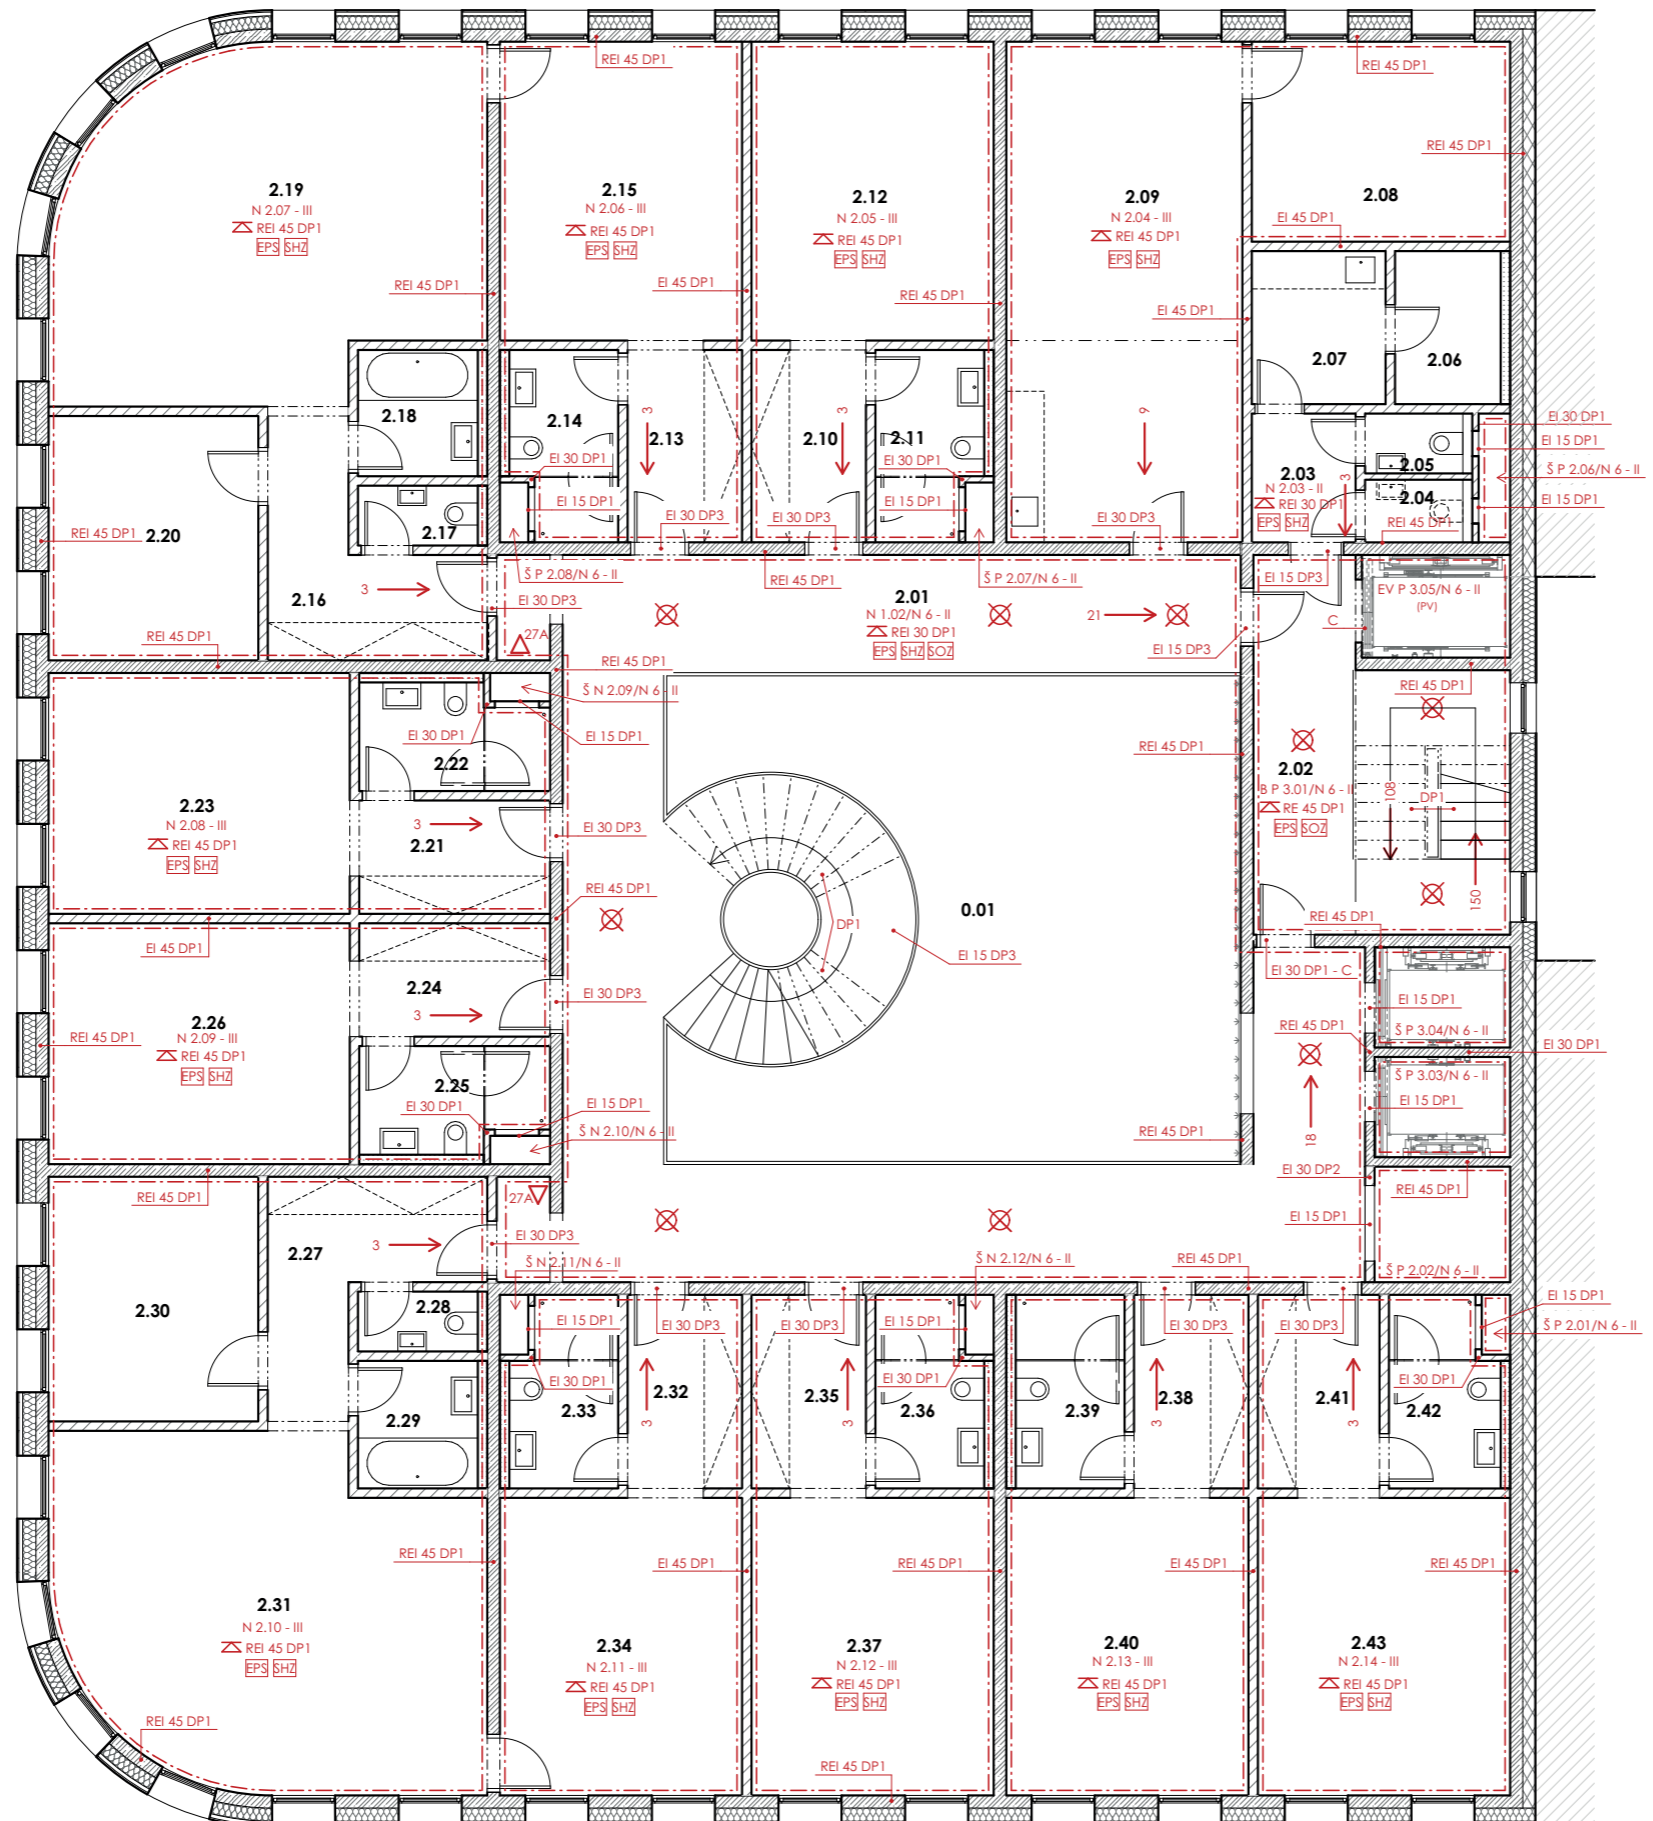 REI 45 DP1
REI 45 DP1
REI 45 DP1
2.19
N 2.07 - III
REI 45 DP1
EPS SHZ
2.15
N 2.06 - III
REI 45 DP1
EPS SHZ
2.12
N 2.05 - III
REI 45 DP1
EPS SHZ
2.09
N 2.04 - III
REI 45 DP1
EPS SHZ
2.08
EI 45 DP1
REI 45 DP1
EI 45 DP1
REI 45 DP1
EI 45 DP1
2.07
2.06
2.18
2.14
3
2.13
2.10
3
2.11
9
EI 30 DP1
EI 30 DP1
EI 15 DP1
EI 15 DP1
2.03
N 2.03 - II
REI 30 DP1
EPS SHZ
3
2.05
2.04
REI 45 DP1
EI 30 DP1
EI 15 DP1
Š P 2.06/N 6 - II
EI 15 DP1
2.20
REI 45 DP1
2.17
EI 30 DP3
EI 30 DP3
EI 30 DP3
Š P 2.08/N 6 - II
REI 45 DP1
Š P 2.07/N 6 - II
EI 15 DP3
EV P 3.05/N 6 - II
(PV)
C
2.16
3
EI 30 DP3
27A
REI 45 DP1
2.01
N 1.02/N 6 - II
REI 30 DP1
EPS SHZ SOZ
21
EI 15 DP3
REI 45 DP1
REI 45 DP1
Š N 2.09/N 6 - II
EI 15 DP1
EI 30 DP1
2.22
REI 45 DP1
2.02
B P 3.01/N 6 - II
RE 45 DP1
EPS SOZ
108
DP1
150
2.23
N 2.08 - III
REI 45 DP1
EPS SHZ
3
2.21
EI 30 DP3
REI 45 DP1
EI 45 DP1
DP1
0.01
EI 15 DP3
REI 45 DP1
EI 30 DP1 - C
2.24
3
EI 30 DP3
2.26
N 2.09 - III
REI 45 DP1
EPS SHZ
REI 45 DP1
2.25
EI 30 DP1
EI 15 DP1
Š N 2.10/N 6 - II
EI 15 DP1
Š P 3.04/N 6 - II
REI 45 DP1
EI 30 DP1
Š P 3.03/N 6 - II
EI 15 DP1
18
REI 45 DP1
EI 30 DP2
REI 45 DP1
REI 45 DP1
27A
EI 15 DP1
Š P 2.02/N 6 - II
2.27
3
EI 30 DP3
Š N 2.11/N 6 - II
Š N 2.12/N 6 - II
REI 45 DP1
2.30
2.28
EI 15 DP1
EI 30 DP3
EI 30 DP3
EI 15 DP1
EI 30 DP3
EI 30 DP3
EI 15 DP1
Š P 2.01/N 6 - II
EI 30 DP1
EI 30 DP1
EI 30 DP1
2.29
2.33
3
2.32
2.35
3
2.36
2.39
3
2.38
2.41
3
2.42
REI 45 DP1
EI 45 DP1
REI 45 DP1
EI 45 DP1
REI 45 DP1
2.31
N 2.10 - III
REI 45 DP1
EPS SHZ
2.34
N 2.11 - III
REI 45 DP1
EPS SHZ
2.37
N 2.12 - III
REI 45 DP1
EPS SHZ
2.40
N 2.13 - III
REI 45 DP1
EPS SHZ
2.43
N 2.14 - III
REI 45 DP1
EPS SHZ
REI 45 DP1
REI 45 DP1